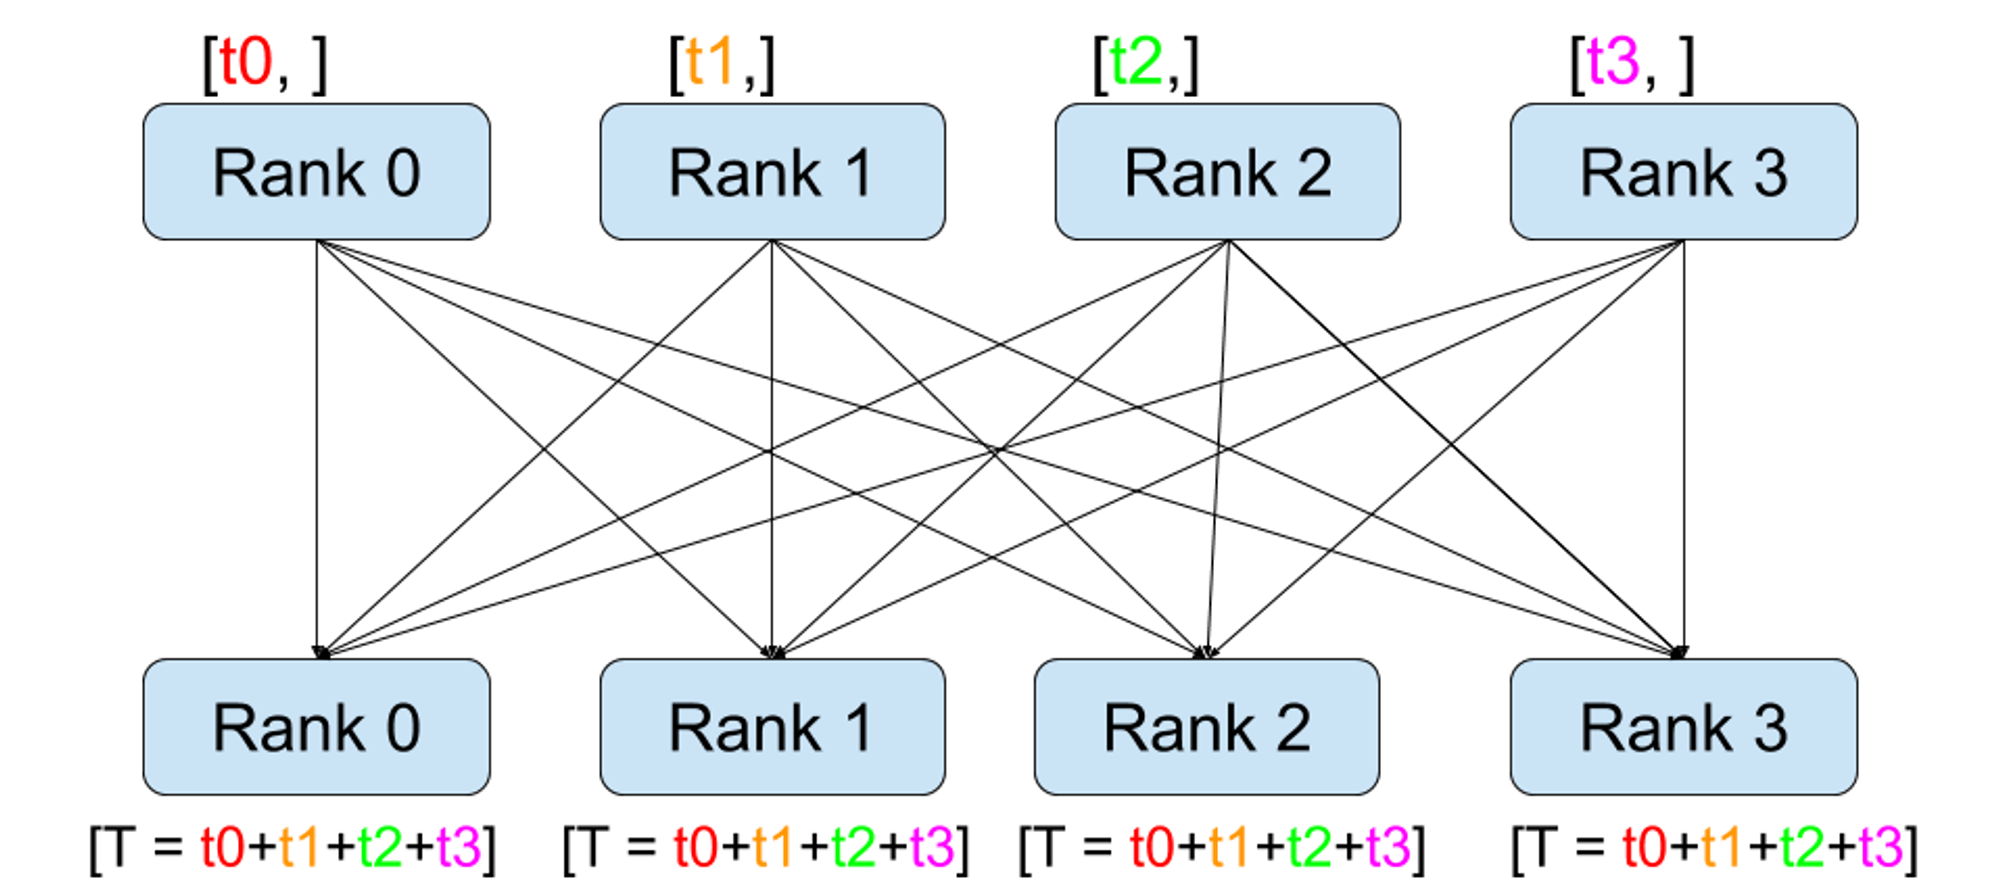 [t0, ] [t1,] [t2,] [t3, ]
Rank 0 Rank 1 Rank 2 Rank 3
Rank 0 Rank 1 Rank 2 Rank 3
[T = t0+t1+t2+t3] [T = t0+t1+t2+t3] [T = t0+t1+t2+t3] [T = t0+t1+t2+t3]